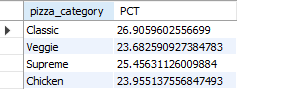 pizza_category PCT
Classic 26.9059602556699
Veggie 23.682590927384783
Supreme 25.45631126009884
Chicken 23.955137556847493